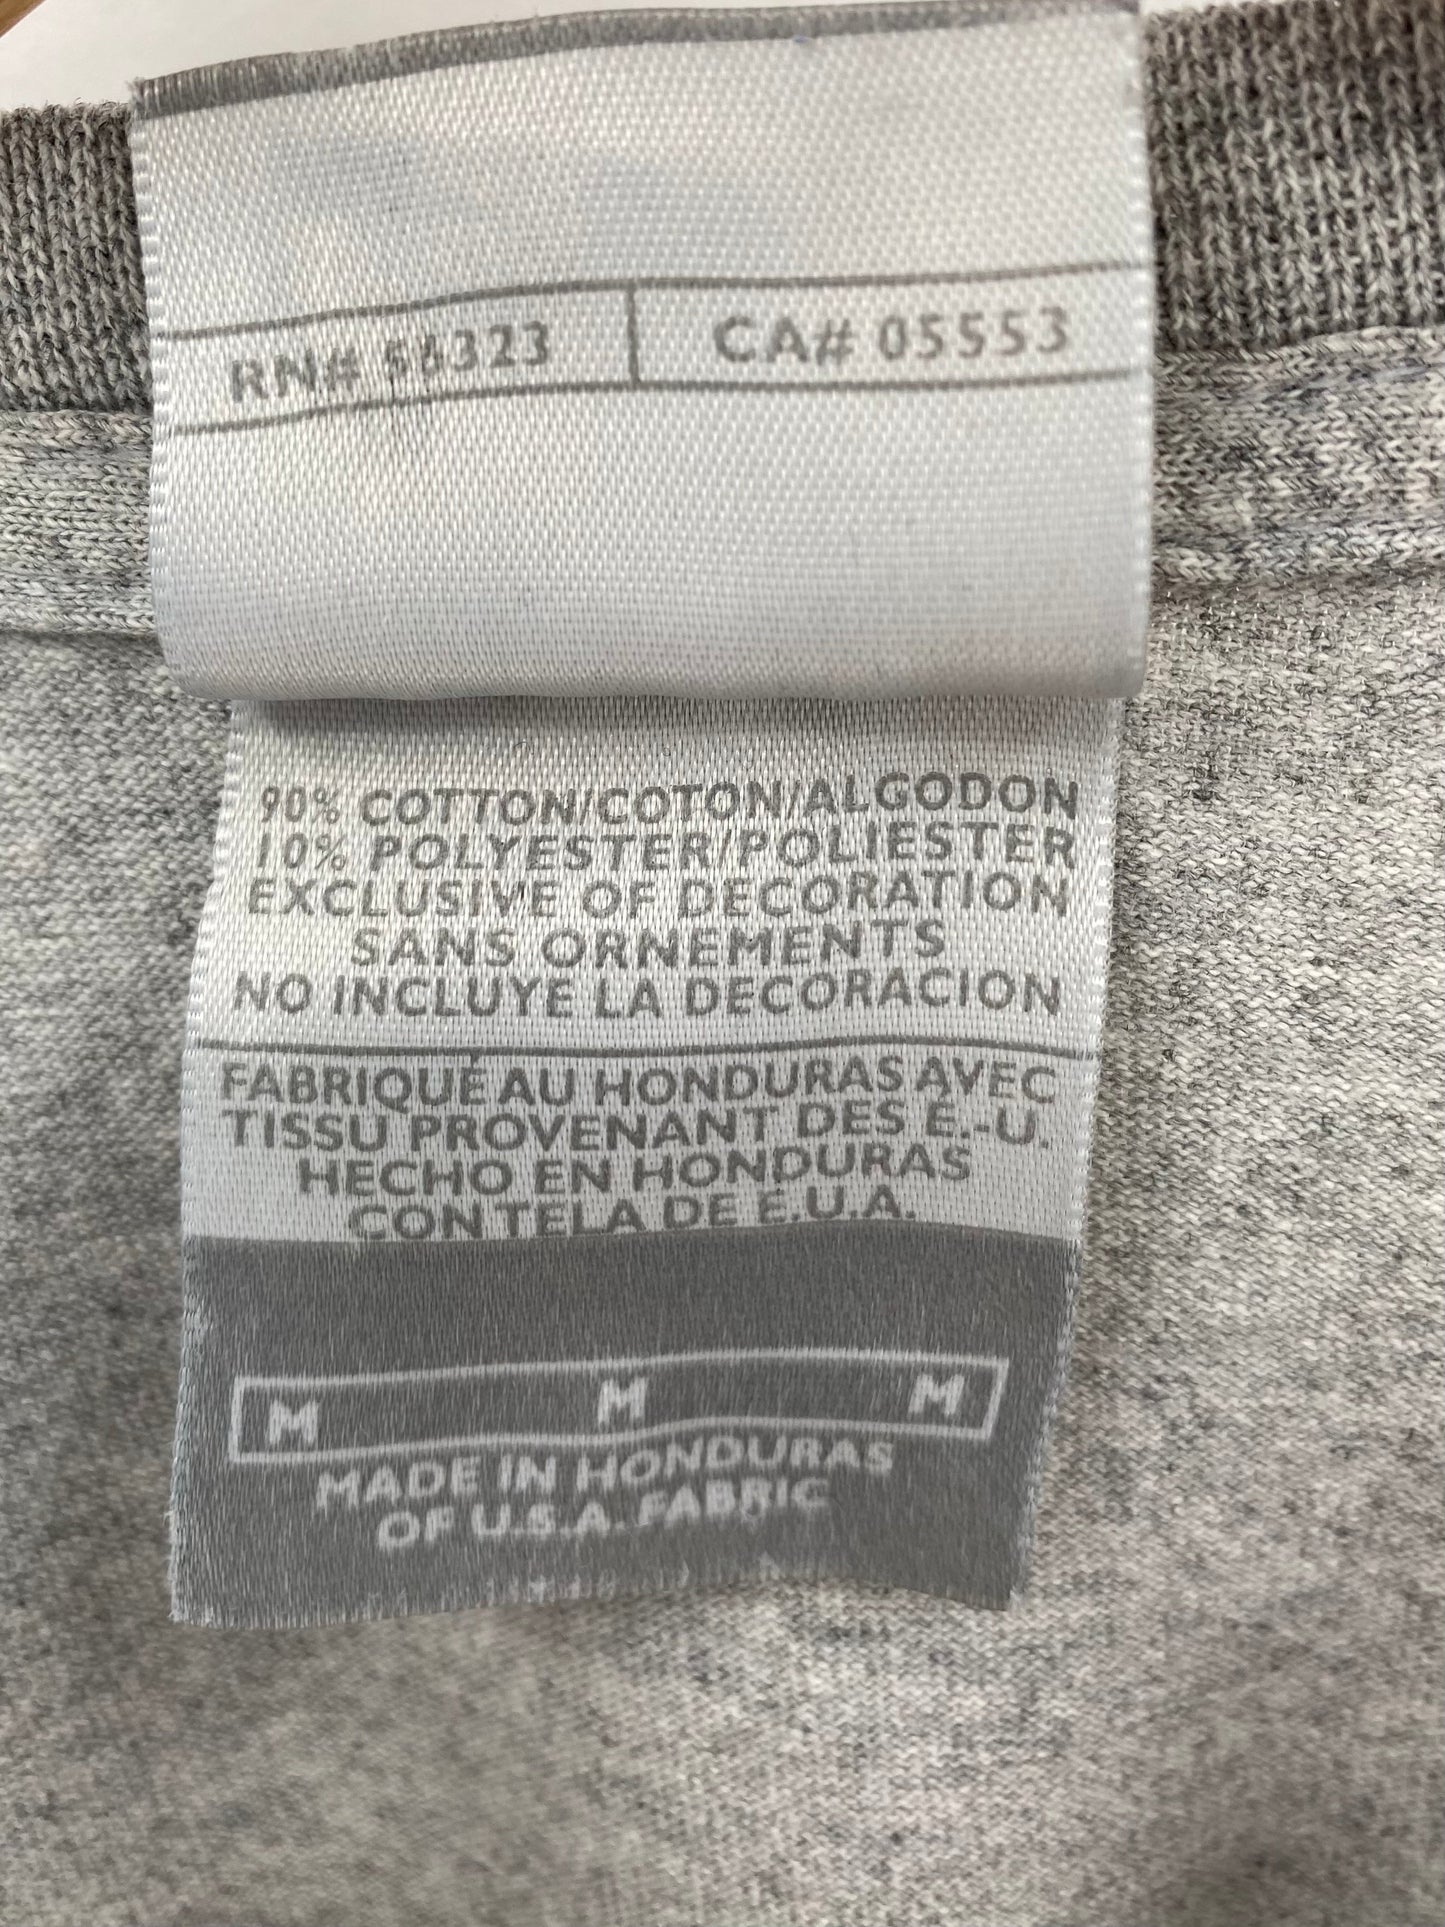 RN# 56323 CA# 05553
90% COTTON/COTON/ALGODON
10% POLYESTER/POLIESTER
EXCLUSIVE OF DECORATION
SANS ORNEMENTS
NO INCLUYE LA DECORACION
FABRIQUÉ AU HONDURAS AVEC
TISSU PROVENANT DES É.-U.
HECHO EN HONDURAS
CON TELA DE E.U.A.
M M M
MADE IN HONDURAS
OF U.S.A. FABRIC